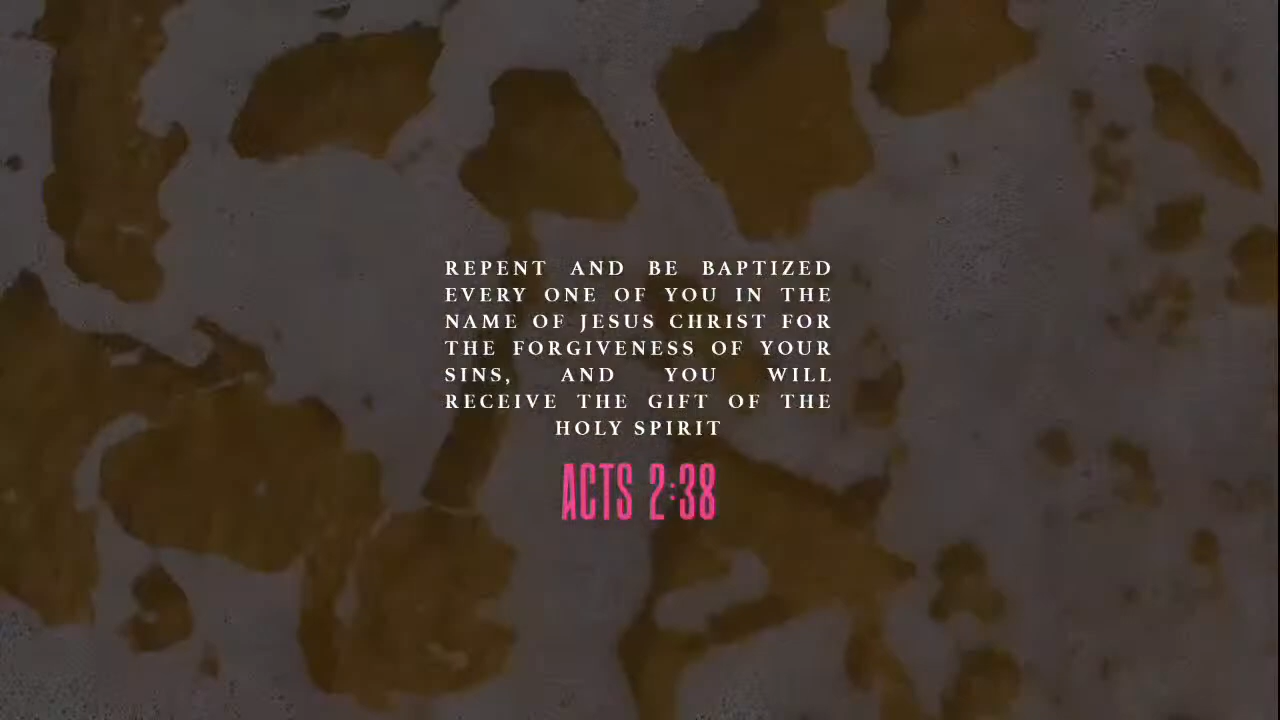 REPENT AND BE BAPTIZED
EVERY ONE OF YOU IN THE
NAME OF JESUS CHRIST FOR
THE FORGIVENESS OF YOUR
SINS, AND YOU WILL
RECEIVE THE GIFT OF THE
HOLY SPIRIT
ACTS 2:38